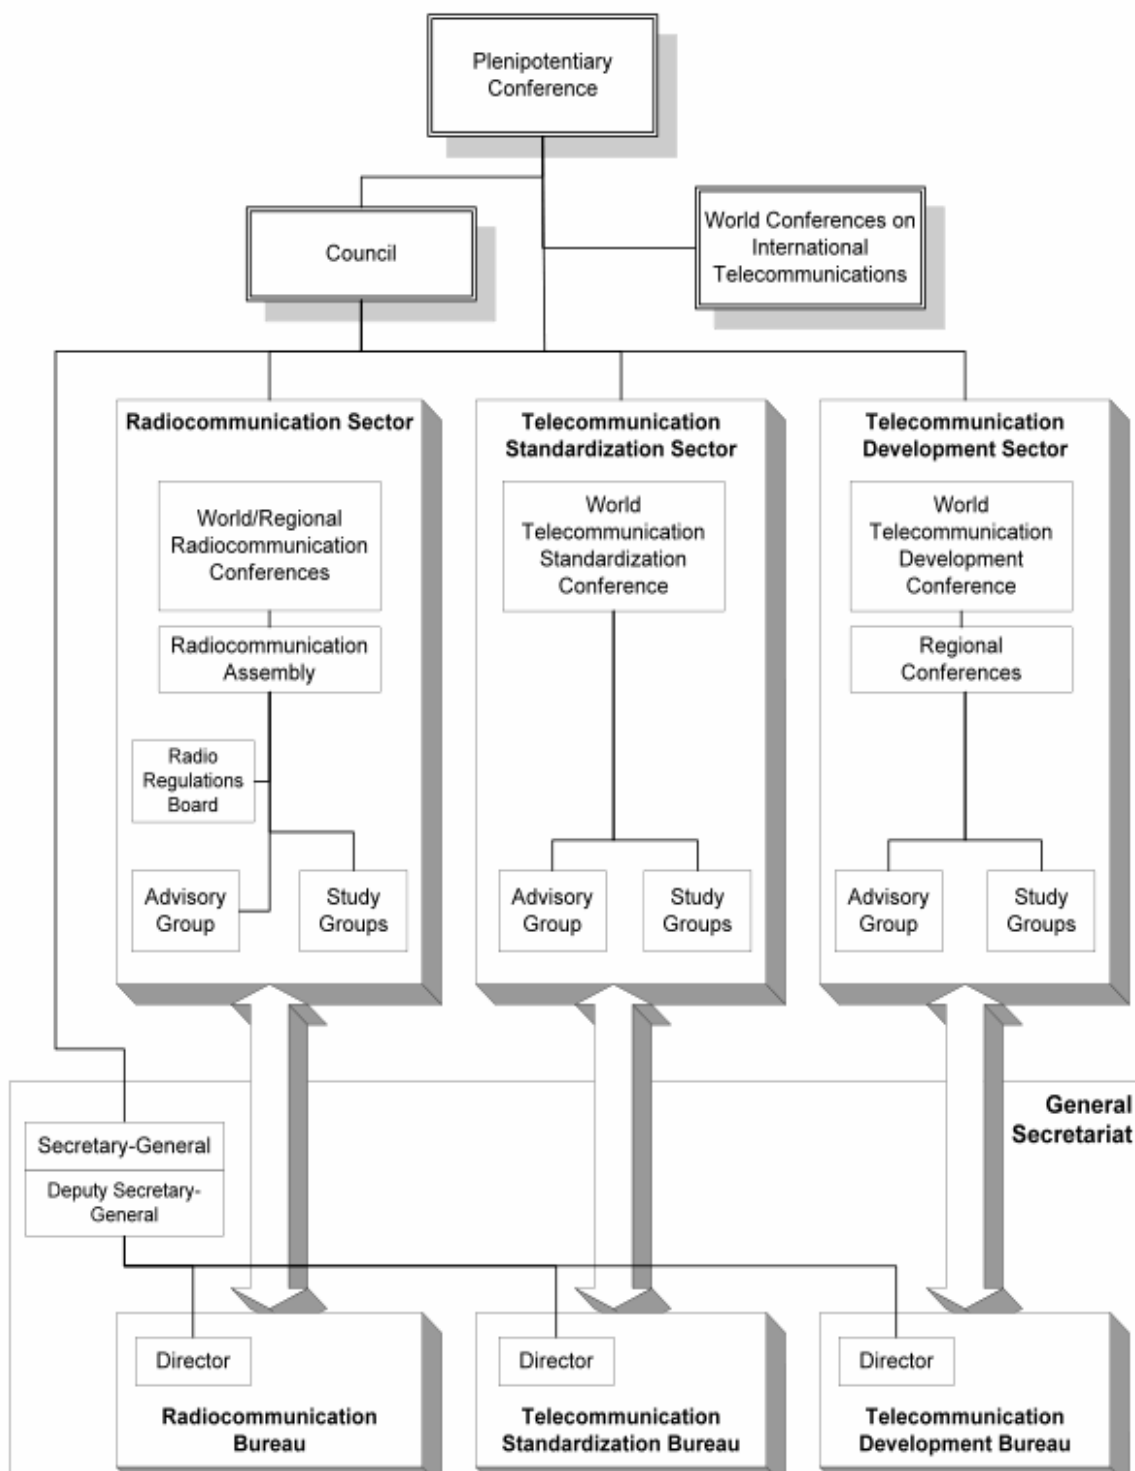 Plenipotentiary
Conference
Council
World Conferences on
International
Telecommunications
Radiocommunication Sector
World/Regional
Radiocommunication
Conferences
Radiocommunication
Assembly
Radio
Regulations
Board
Advisory
Group
Study
Groups
Telecommunication
Standardization Sector
World
Telecommunication
Standardization
Conference
Advisory
Group
Study
Groups
Telecommunication
Development Sector
World
Telecommunication
Development
Conference
Regional
Conferences
Advisory
Group
Study
Groups
General
Secretariat
Secretary-General
Deputy Secretary-
General
Director
Radiocommunication
Bureau
Director
Telecommunication
Standardization Bureau
Director
Telecommunication
Development Bureau